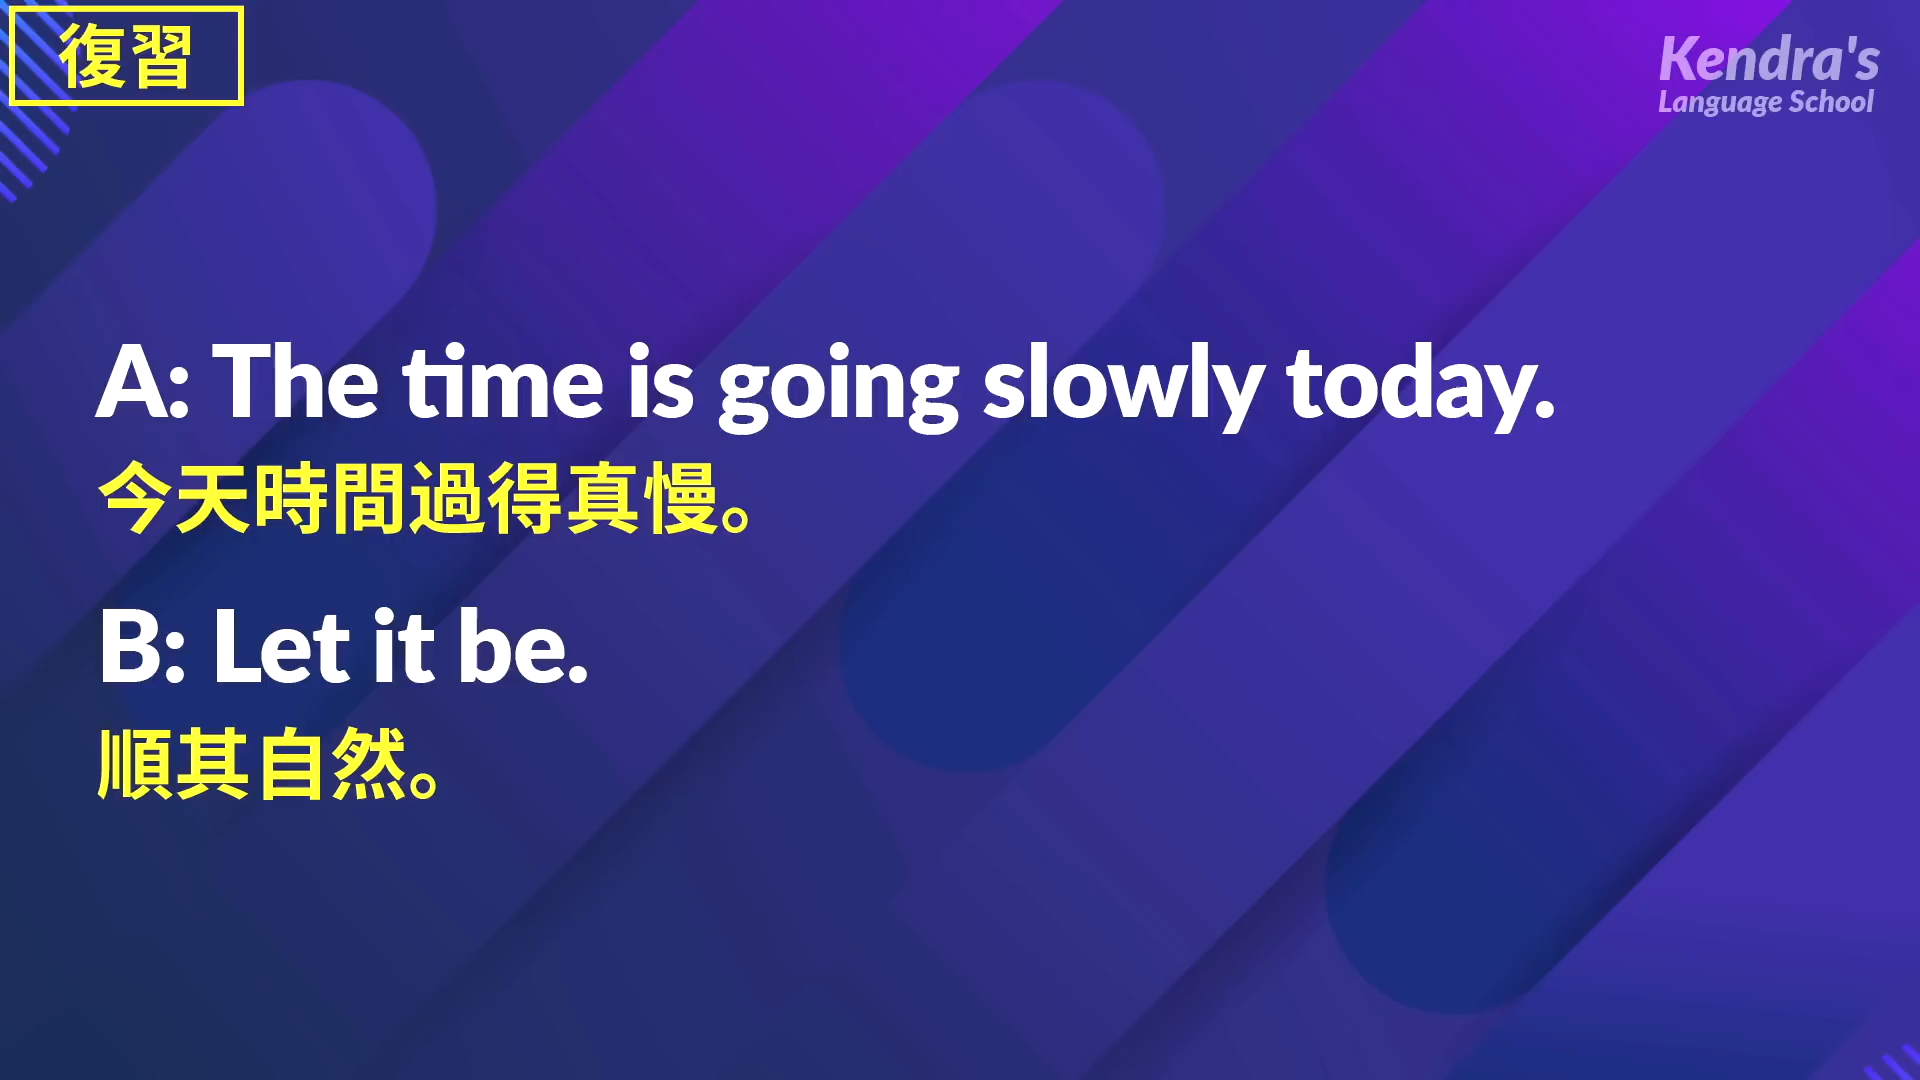 復習
Kendra's
Language School
A: The time is going slowly today.
今天時間過得真慢。
B: Let it be.
順其自然。